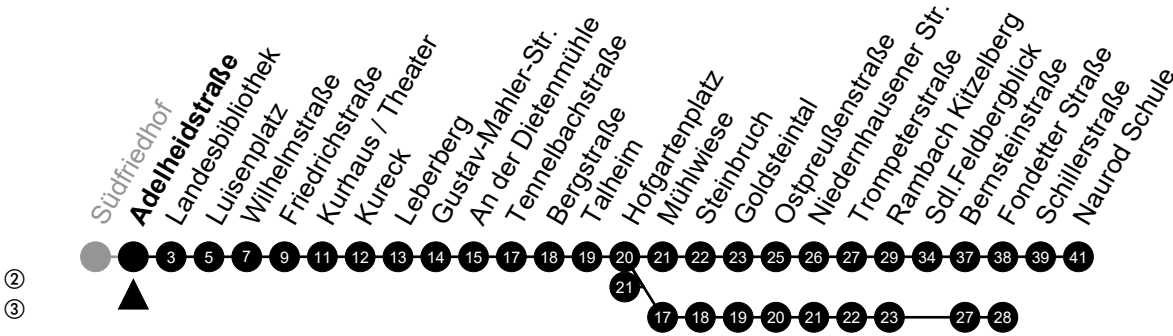 Südfriedhof
Adelheidstraße
Landesbibliothek
Luisenplatz
Wilhelmstraße
Friedrichstraße
Kurhaus / Theater
Kureck
Leberberg
Gustav-Mahler-Str.
An der Dietenmühle
Tennelbachstraße
Bergstraße
Talheim
Hofgartenplatz
Mühlwiese
Steinbruch
Goldsteintal
Ostpreußenstraße
Niedernhausener Str.
Trompeterstraße
Rambach Kitzelberg
Sdl.Feldbergblick
Bernsteinstraße
Fondetter Straße
Schillerstraße
Naurod Schule
3 5 7 9 11 12 13 14 15 17 18 19 20 21 22 23 25 26 27 29 34 37 38 39 41
② 21
③ 17 18 19 20 21 22 23 27 28